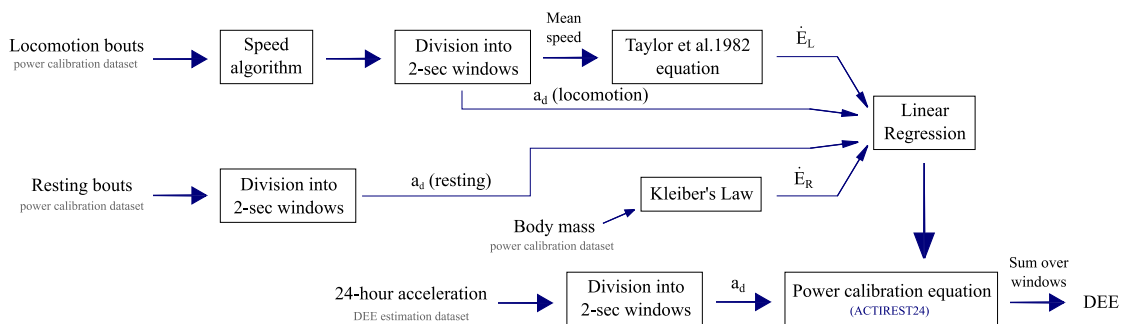 Locomotion bouts
power calibration dataset
Speed
algorithm
Division into
2-sec windows
Mean
speed
Taylor et al.1982
equation
Ė_L
a_d (locomotion)
Linear
Regression
Resting bouts
power calibration dataset
Division into
2-sec windows
a_d (resting)
Body mass
power calibration dataset
Kleiber's Law
Ė_R
24-hour acceleration
DEE estimation dataset
Division into
2-sec windows
a_d
Power calibration equation
(ACTIREST24)
Sum over
windows
DEE